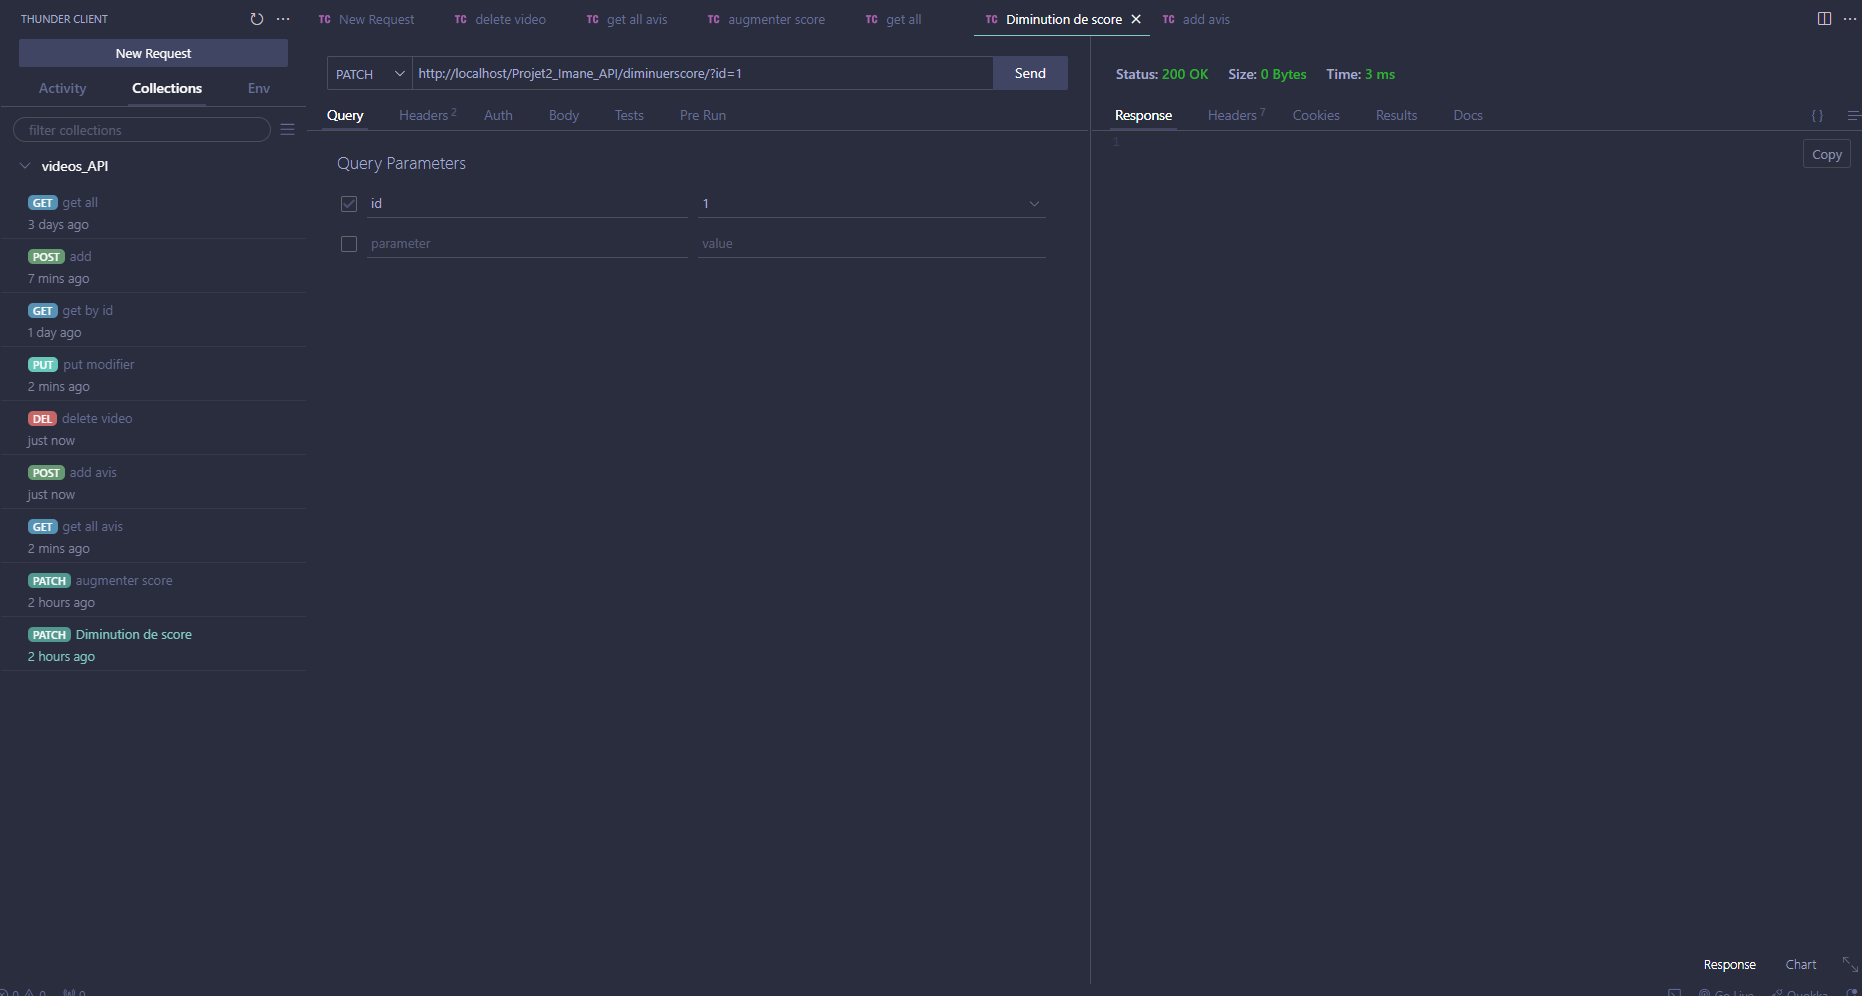 THUNDER CLIENT
New Request
Activity Collections Env
filter collections
videos_API
GET get all
3 days ago
POST add
7 mins ago
GET get by id
1 day ago
PUT put modifier
2 mins ago
DEL delete video
just now
POST add avis
just now
GET get all avis
2 mins ago
PATCH augmenter score
2 hours ago
PATCH Diminution de score
2 hours ago
TC New Request TC delete video TC get all avis TC augmenter score TC get all TC Diminution de score TC add avis
PATCH http://localhost/Projet2_Imane_API/diminuerscore/?id=1 Send
Query Headers 2 Auth Body Tests Pre Run
Query Parameters
id 1
parameter value
Status: 200 OK Size: 0 Bytes Time: 3 ms
Response Headers 7 Cookies Results Docs { }
1
Copy
Response Chart